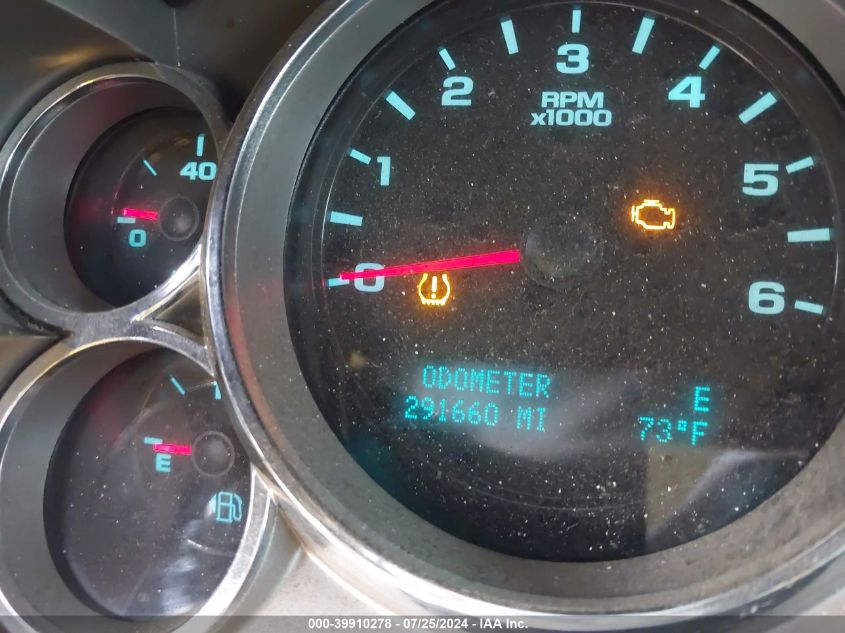 3
2
4
RPM
x1000
40
1
5
0
0
6
ODOMETER
E
291660 MI
73°F
E
000-39910278 - 07/25/2024 - IAA, Inc.